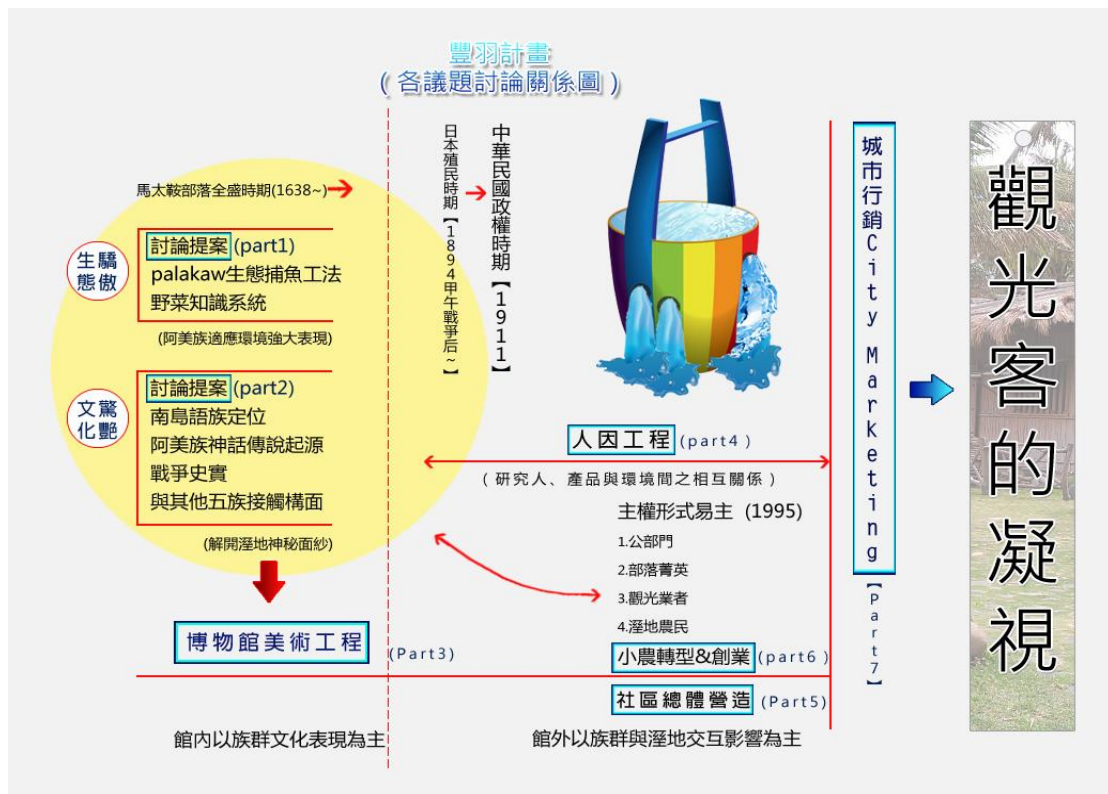 豐羽計畫
(各議題討論關係圖)
馬太鞍部落全盛時期(1638~)
日本殖民時期【1894甲午戰爭后~】
中華民國政權時期【1911】
生態
驕傲
討論提案(part1)
palakaw生態捕魚工法
野菜知識系統
(阿美族適應環境強大表現)
文化
驚艷
討論提案(part2)
南島語族定位
阿美族神話傳說起源
戰爭史實
與其他五族接觸構面
(解開溼地神秘面紗)
博物館美術工程(Part3)
人因工程(part4)
(研究人、產品與環境間之相互關係)
主權形式易主 (1995)
1.公部門
2.部落菁英
3.觀光業者
4.溼地農民
小農轉型&創業(part6)
社區總體營造(Part5)
館內以族群文化表現為主
館外以族群與溼地交互影響為主
城市行銷City Marketing【Part7】
觀光客的凝視